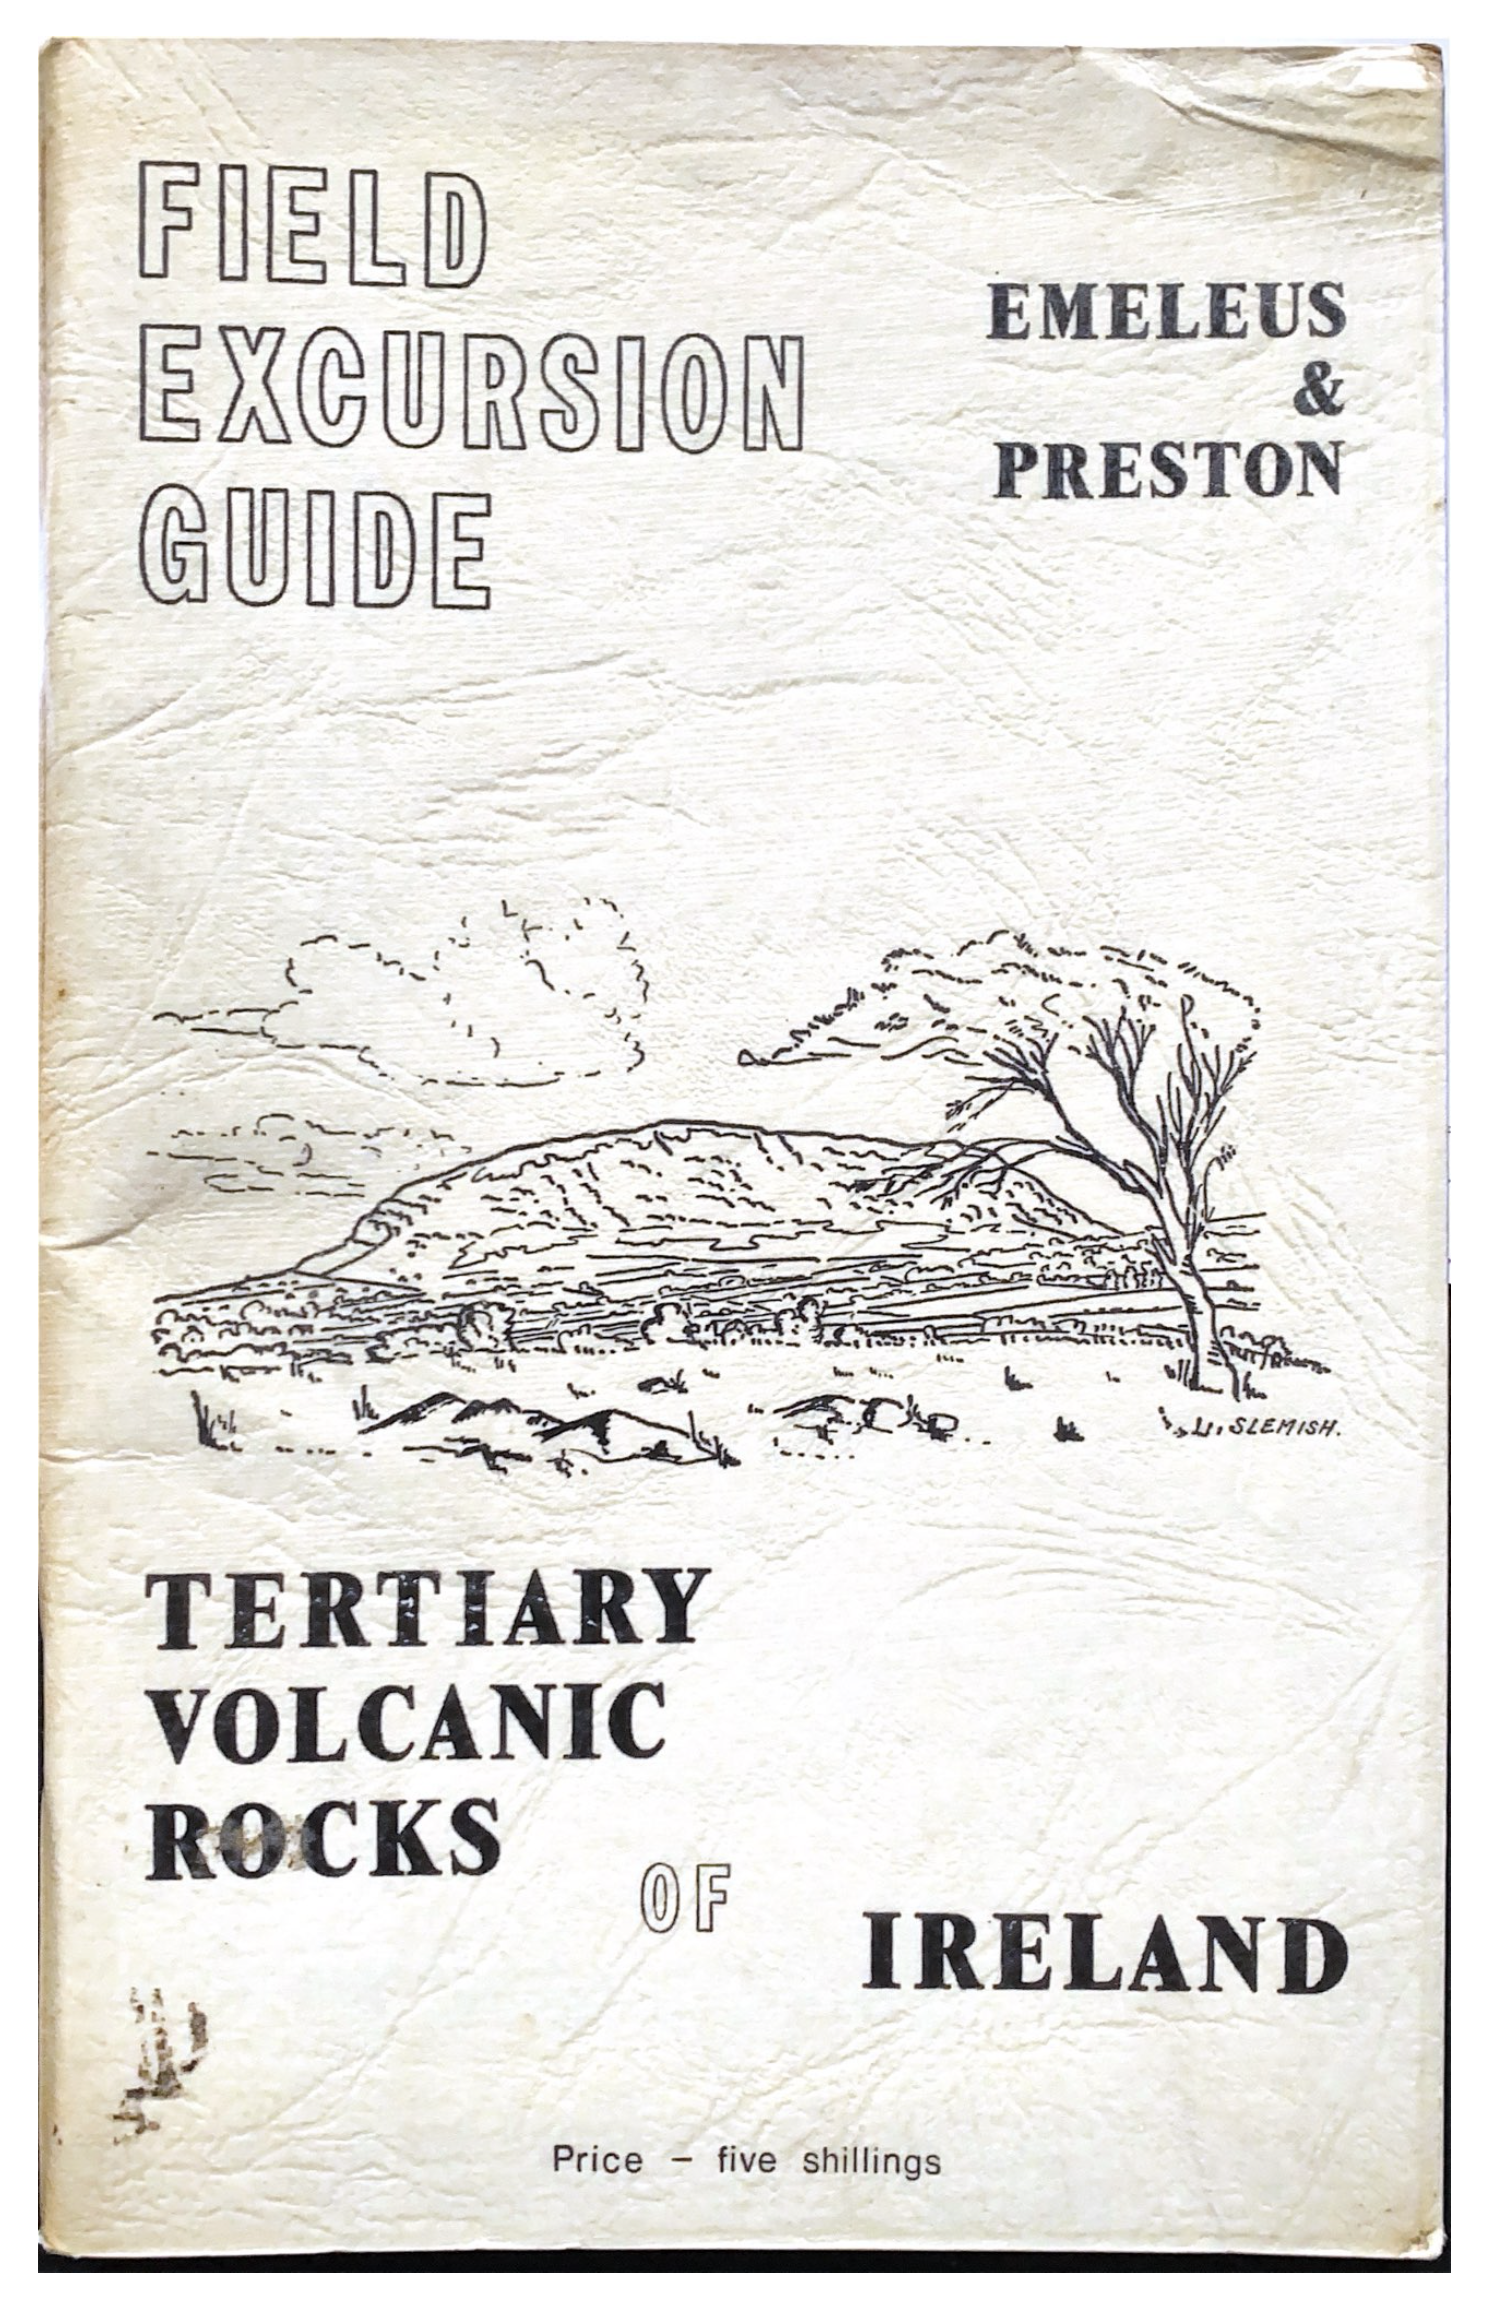 FIELD
EXCURSION
GUIDE
EMELEUS
&
PRESTON
SLEMISH.
TERTIARY
VOLCANIC
ROCKS
OF
IRELAND
Price - five shillings